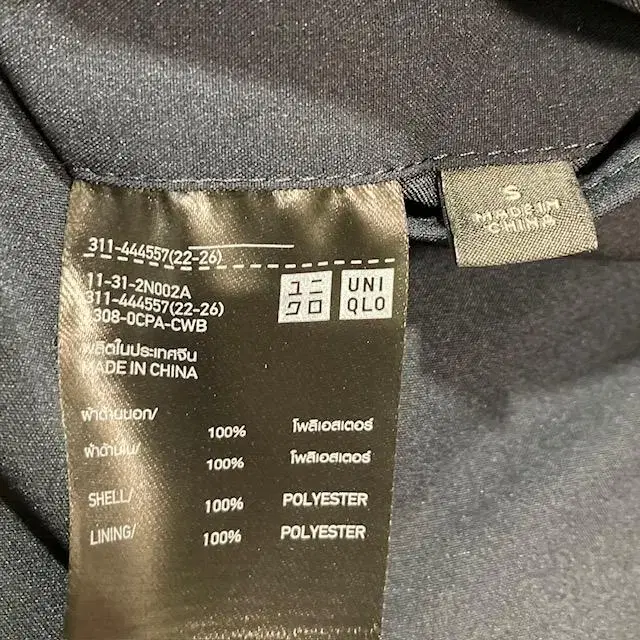 311-444557(22-26)
11-31-2N002A
311-444557(22-26)
308-0CPA-CWB
ユニ
クロ
UNI
QLO
S
MADE IN
CHINA
ผลิตในประเทศจีน
MADE IN CHINA
ผ้าด้านนอก/ 100% โพลีเอสเตอร์
ผ้าด้านใน/ 100% โพลีเอสเตอร์
SHELL/ 100% POLYESTER
LINING/ 100% POLYESTER